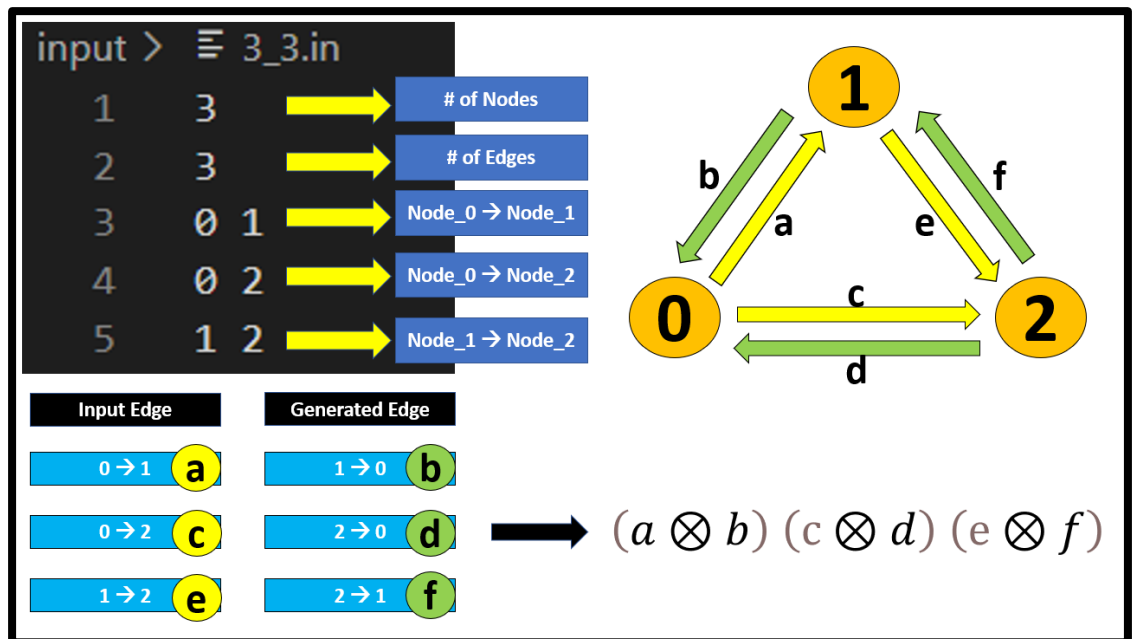 input > 3_3.in
1 3
# of Nodes
2 3
# of Edges
3 0 1
Node_0 → Node_1
4 0 2
Node_0 → Node_2
5 1 2
Node_1 → Node_2
1
b
a
e
f
0
c
2
d
Input Edge
Generated Edge
0 → 1 a
1 → 0 b
0 → 2 c
2 → 0 d
1 → 2 e
2 → 1 f
(a ⊗ b) (c ⊗ d) (e ⊗ f)